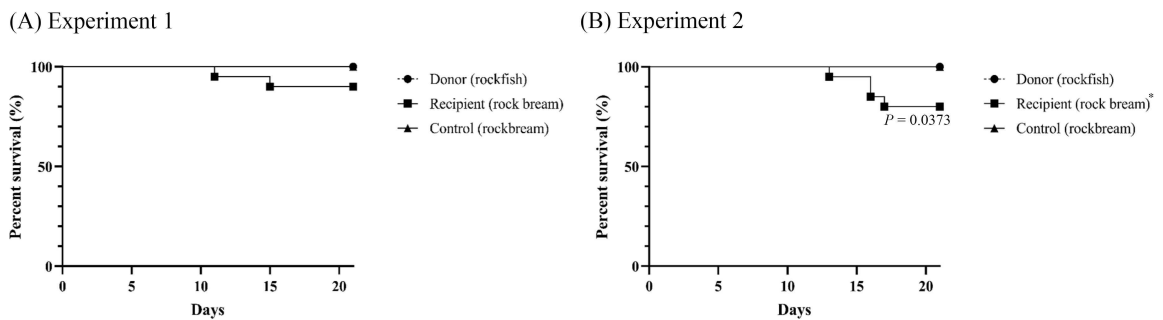 (A) Experiment 1
100
50
0
0
5
10
15
20
Percent survival (%)
Days
Donor (rockfish)
Recipient (rock bream)
Control (rockbream)
(B) Experiment 2
100
50
0
0
5
10
15
20
Percent survival (%)
Days
P = 0.0373
Donor (rockfish)
Recipient (rock bream)*
Control (rockbream)